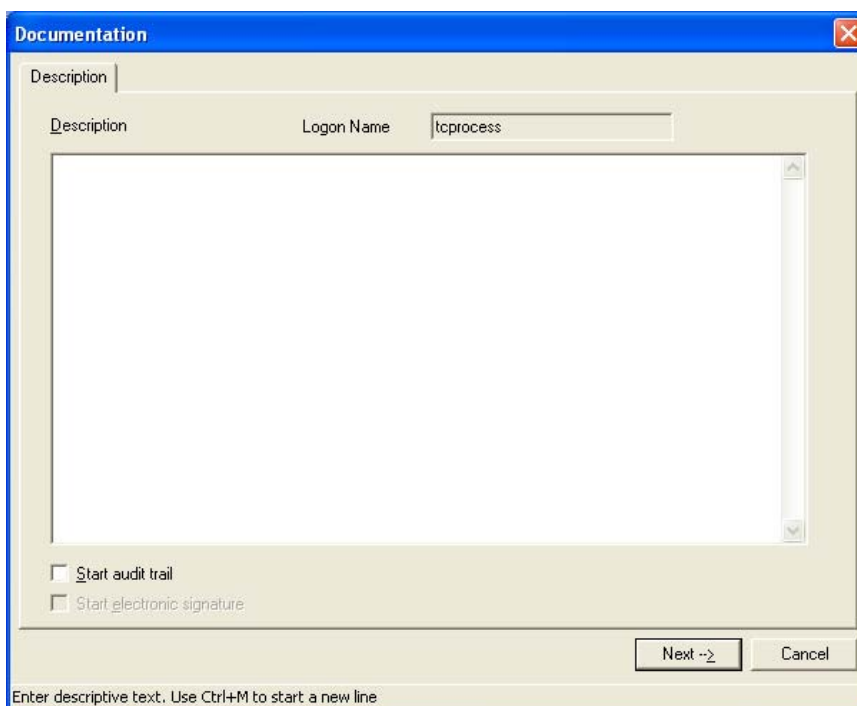 Documentation
Description
Description Logon Name tcprocess
Start audit trail
Start electronic signature
Next --> Cancel
Enter descriptive text. Use Ctrl+M to start a new line